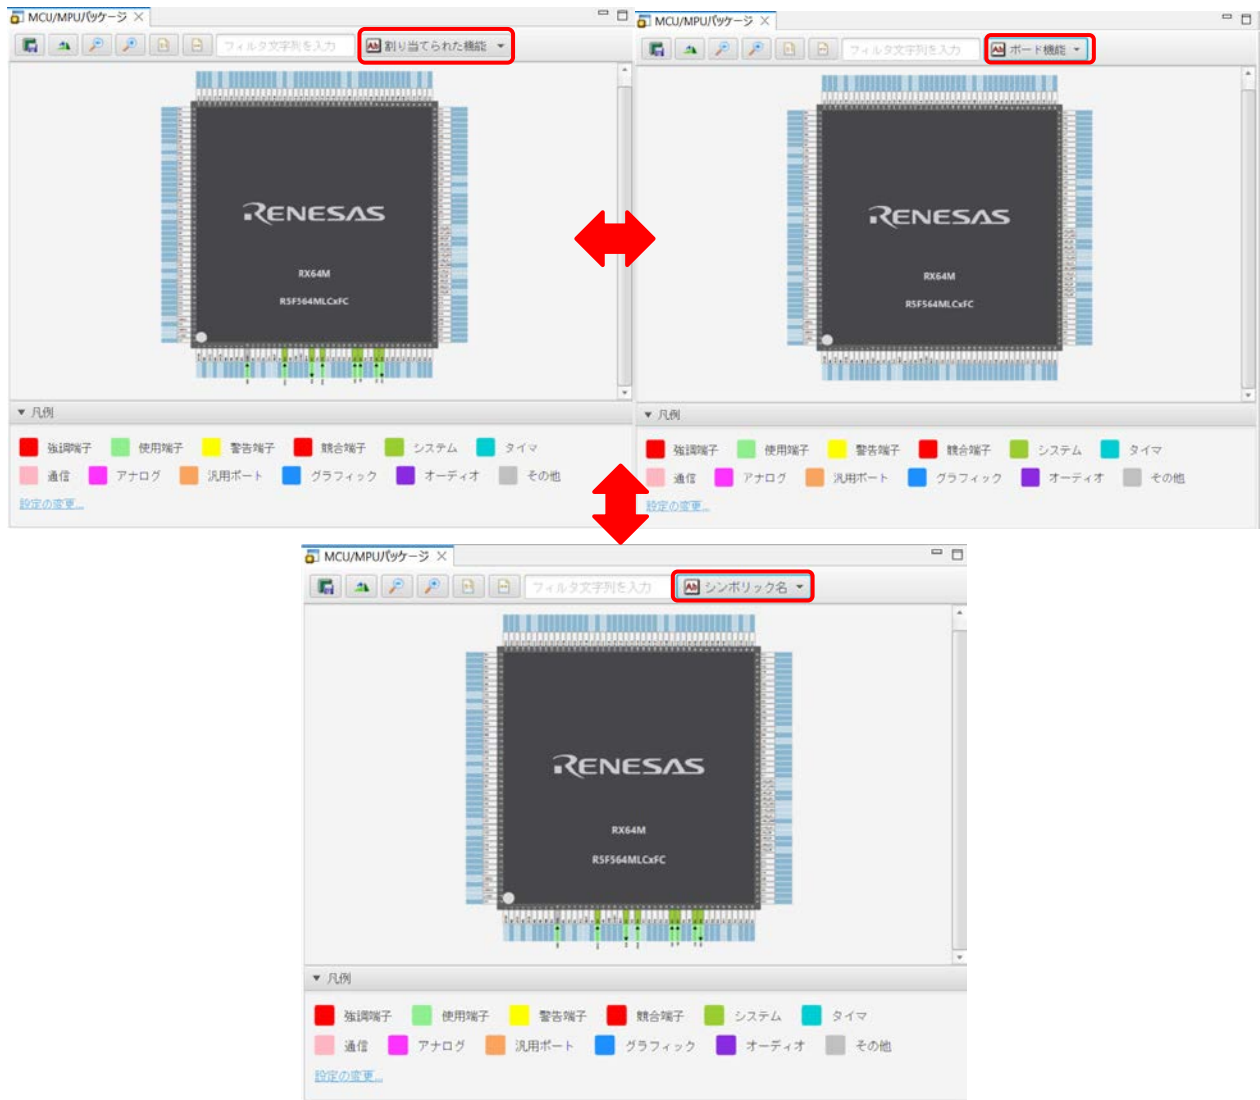 MCU/MPUパッケージ
フィルタ文字列を入力
割り当てられた機能
RENESAS
RX64M
R5F564MLCxFC
凡例
強調端子 使用端子 警告端子 競合端子 システム タイマ
通信 アナログ 汎用ポート グラフィック オーディオ その他
設定の変更...
MCU/MPUパッケージ
フィルタ文字列を入力
ボード機能
RENESAS
RX64M
R5F564MLCxFC
凡例
強調端子 使用端子 警告端子 競合端子 システム タイマ
通信 アナログ 汎用ポート グラフィック オーディオ その他
設定の変更...
MCU/MPUパッケージ
フィルタ文字列を入力
シンボリック名
RENESAS
RX64M
R5F564MLCxFC
凡例
強調端子 使用端子 警告端子 競合端子 システム タイマ
通信 アナログ 汎用ポート グラフィック オーディオ その他
設定の変更...